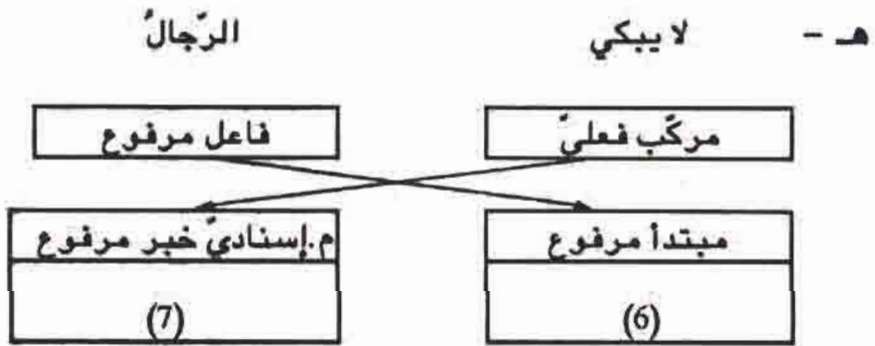 هـ - لا يبكي الرّجالُ
مركّب فعليّ فاعل مرفوع
مبتدأ مرفوع م.إسناديّ خبر مرفوع
(6) (7)